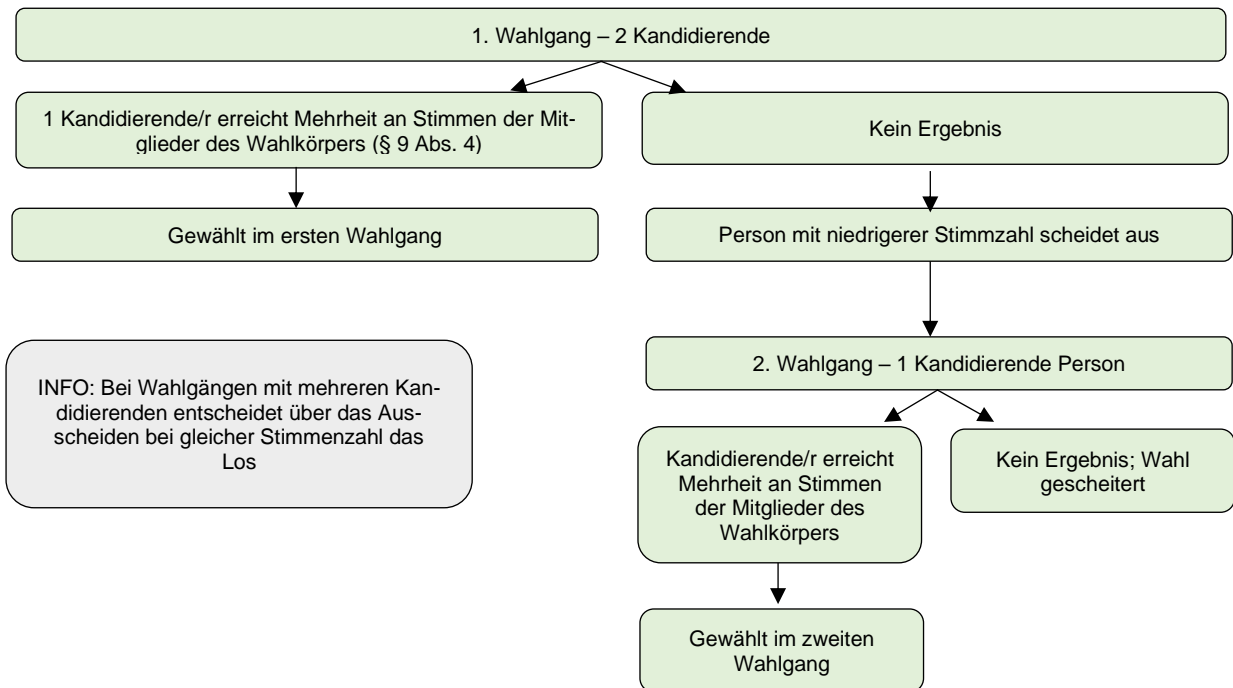 1. Wahlgang – 2 Kandidierende
1 Kandidierende/r erreicht Mehrheit an Stimmen der Mit-
glieder des Wahlkörpers (§ 9 Abs. 4)
Kein Ergebnis
Gewählt im ersten Wahlgang
Person mit niedrigerer Stimmzahl scheidet aus
INFO: Bei Wahlgängen mit mehreren Kan-
didierenden entscheidet über das Aus-
scheiden bei gleicher Stimmenzahl das
Los
2. Wahlgang – 1 Kandidierende Person
Kandidierende/r erreicht
Mehrheit an Stimmen
der Mitglieder des
Wahlkörpers
Kein Ergebnis; Wahl
gescheitert
Gewählt im zweiten
Wahlgang